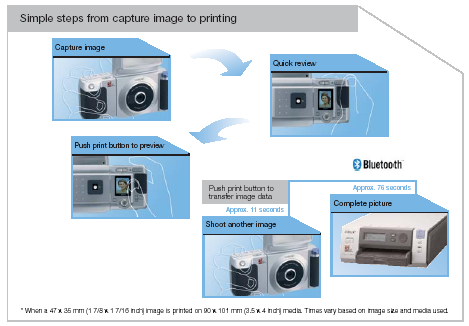 Simple steps from capture image to printing
Capture image
Quick review
Push print button to preview
Bluetooth
Push print button to
transfer image data
Approx. 11 seconds
Approx. 76 seconds
Shoot another image
Complete picture
* When a 47 x 35 mm (1 7/8 x 1 7/16 inch) image is printed on 90 x 101 mm (3.5 x 4 inch) media. Times vary based on image size and media used.